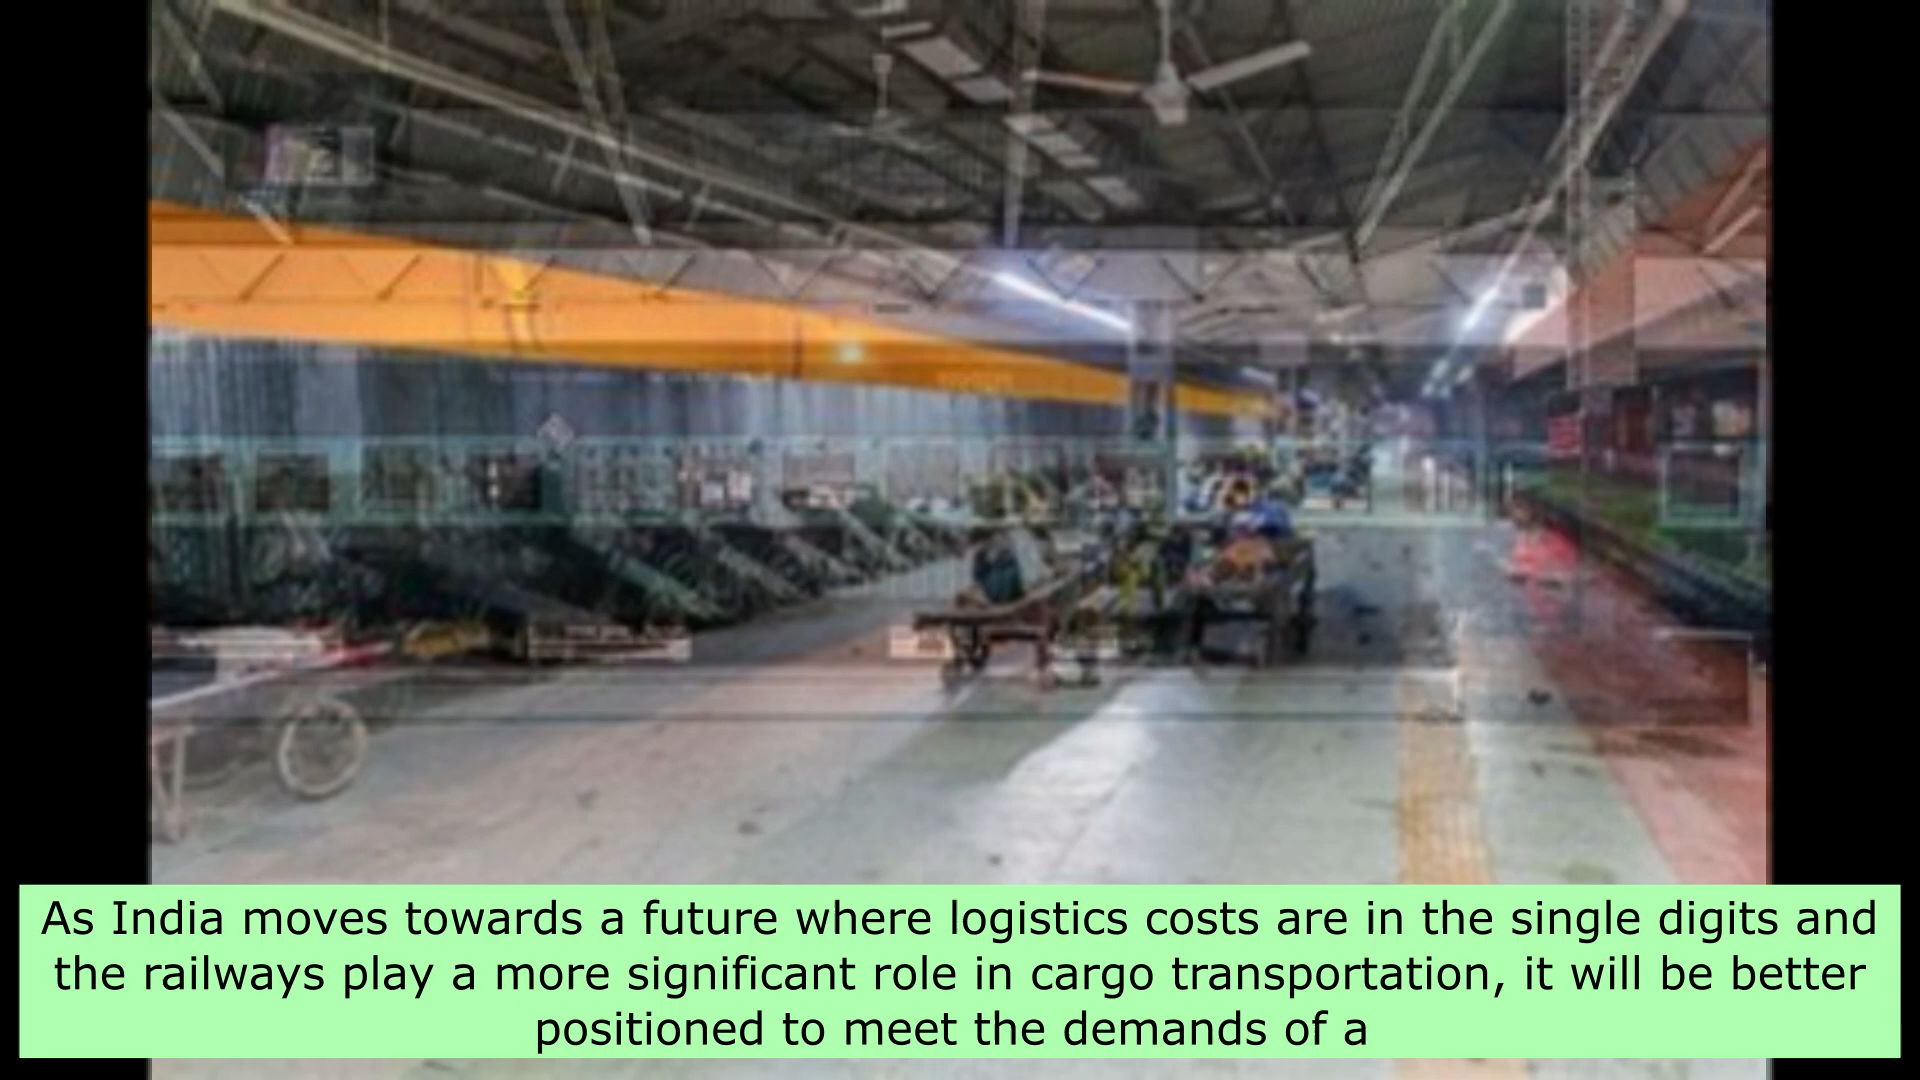 As India moves towards a future where logistics costs are in the single digits and
the railways play a more significant role in cargo transportation, it will be better
positioned to meet the demands of a